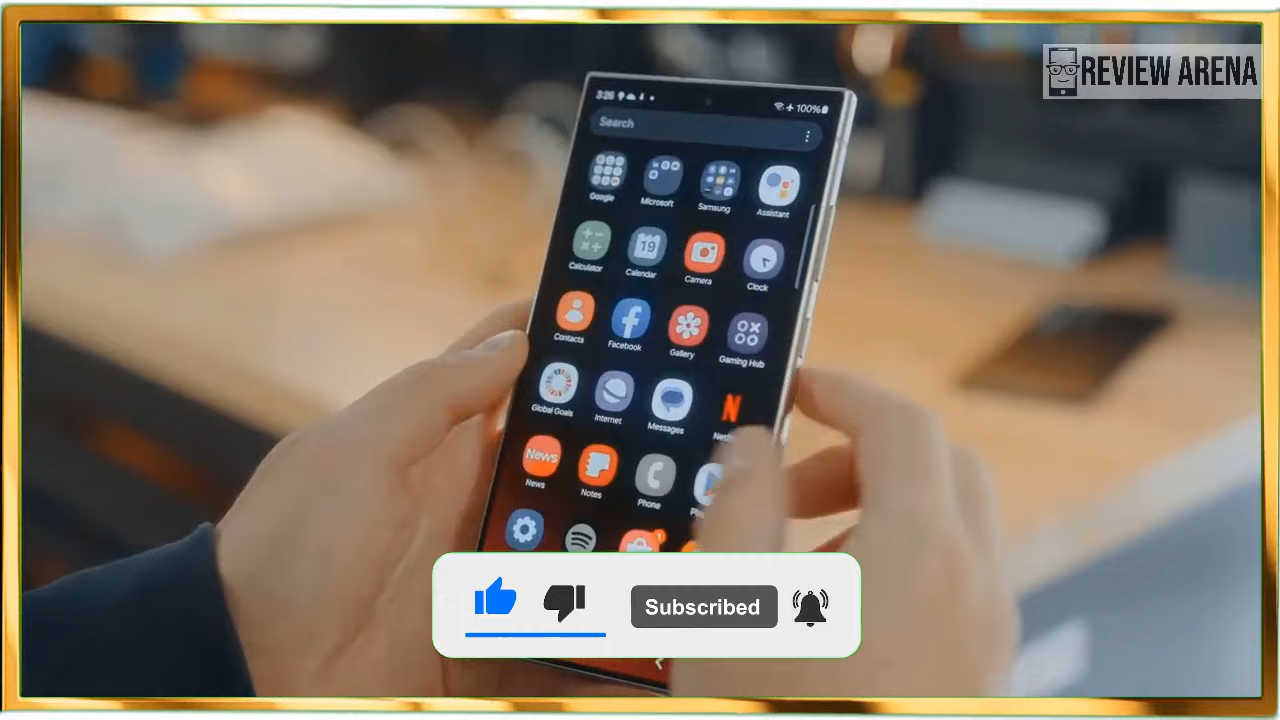 REVIEW ARENA
3:26 100%
Search
Google Microsoft Samsung Assistant
19
Calculator Calendar Camera Clock
Contacts Facebook Gallery Gaming Hub
Global Goals Internet Messages
N
News
News Notes Phone
1
Subscribed